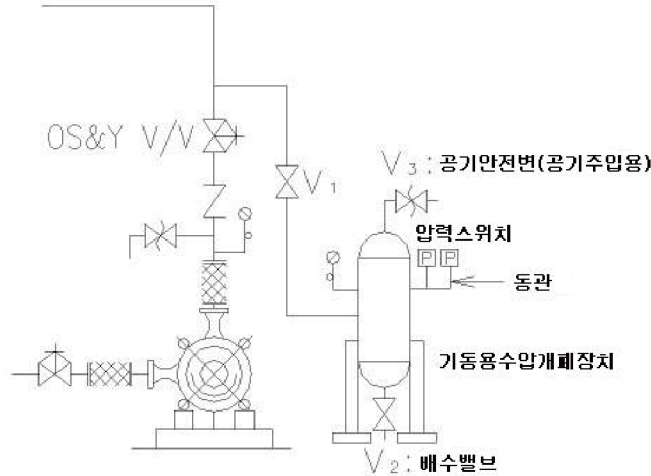 OS&Y V/V
V₁
V₃: 공기안전변(공기주입용)
압력스위치
P P
동관
기동용수압개폐장치
V₂: 배수밸브